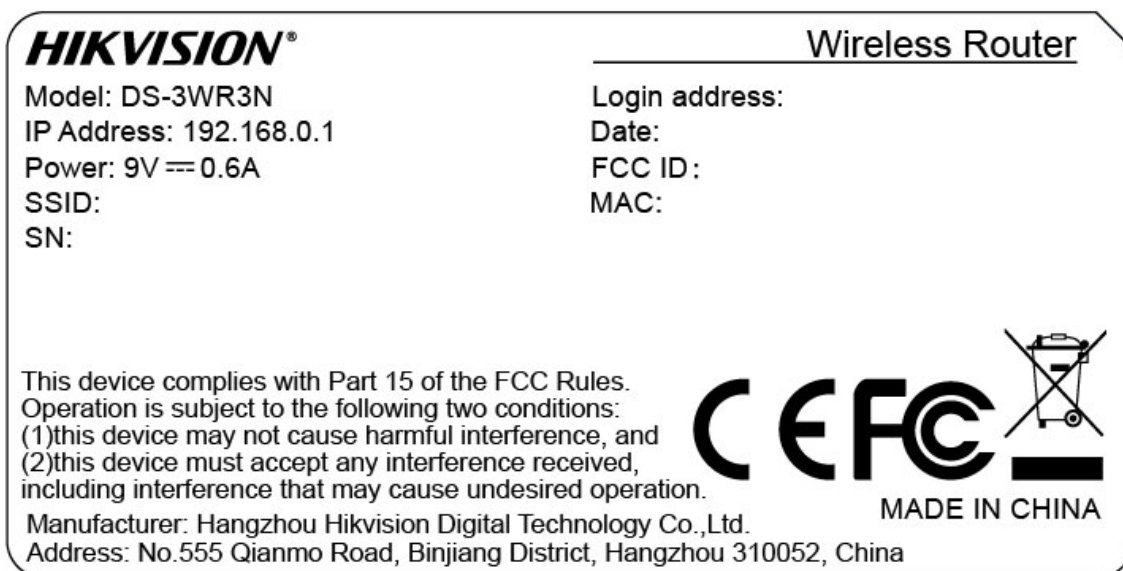 HIKVISION®
Wireless Router
Model: DS-3WR3N
IP Address: 192.168.0.1
Power: 9V ⎓ 0.6A
SSID:
SN:
Login address:
Date:
FCC ID:
MAC:
This device complies with Part 15 of the FCC Rules.
Operation is subject to the following two conditions:
(1)this device may not cause harmful interference, and
(2)this device must accept any interference received,
including interference that may cause undesired operation.
CE FC
MADE IN CHINA
Manufacturer: Hangzhou Hikvision Digital Technology Co.,Ltd.
Address: No.555 Qianmo Road, Binjiang District, Hangzhou 310052, China